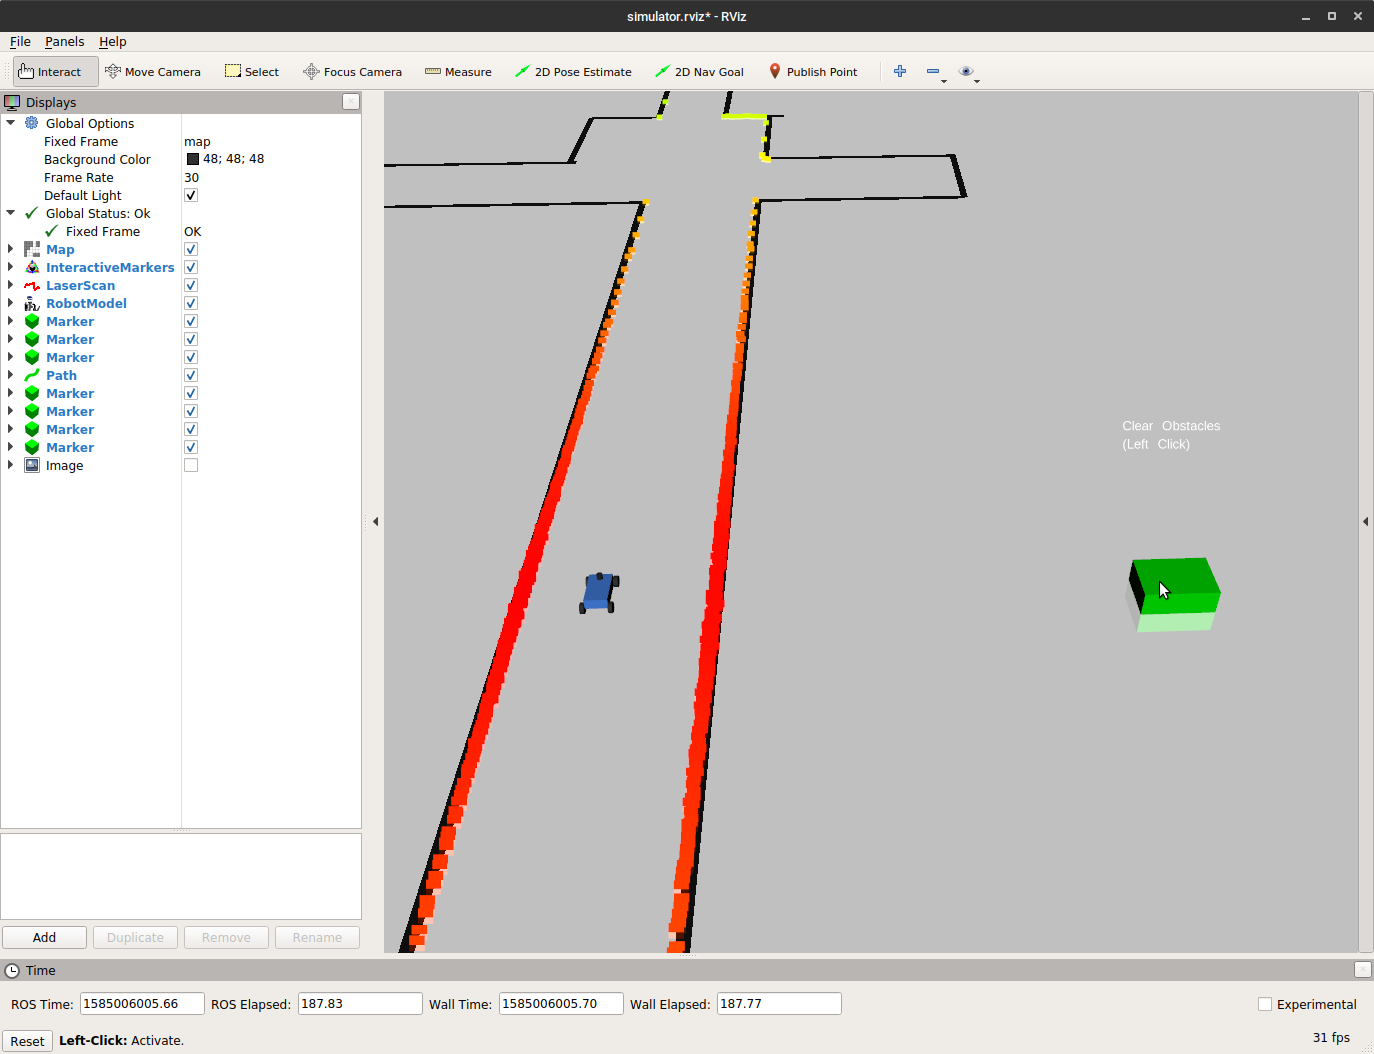 simulator.rviz* - RViz
File Panels Help
Interact Move Camera Select Focus Camera Measure 2D Pose Estimate 2D Nav Goal Publish Point
Displays
Global Options
Fixed Frame map
Background Color 48; 48; 48
Frame Rate 30
Default Light
Global Status: Ok
Fixed Frame OK
Map
InteractiveMarkers
LaserScan
RobotModel
Marker
Marker
Marker
Path
Marker
Marker
Marker
Marker
Image
Clear Obstacles
(Left Click)
Add Duplicate Remove Rename
Time
ROS Time: 1585006005.66 ROS Elapsed: 187.83 Wall Time: 1585006005.70 Wall Elapsed: 187.77 Experimental
Reset Left-Click: Activate. 31 fps